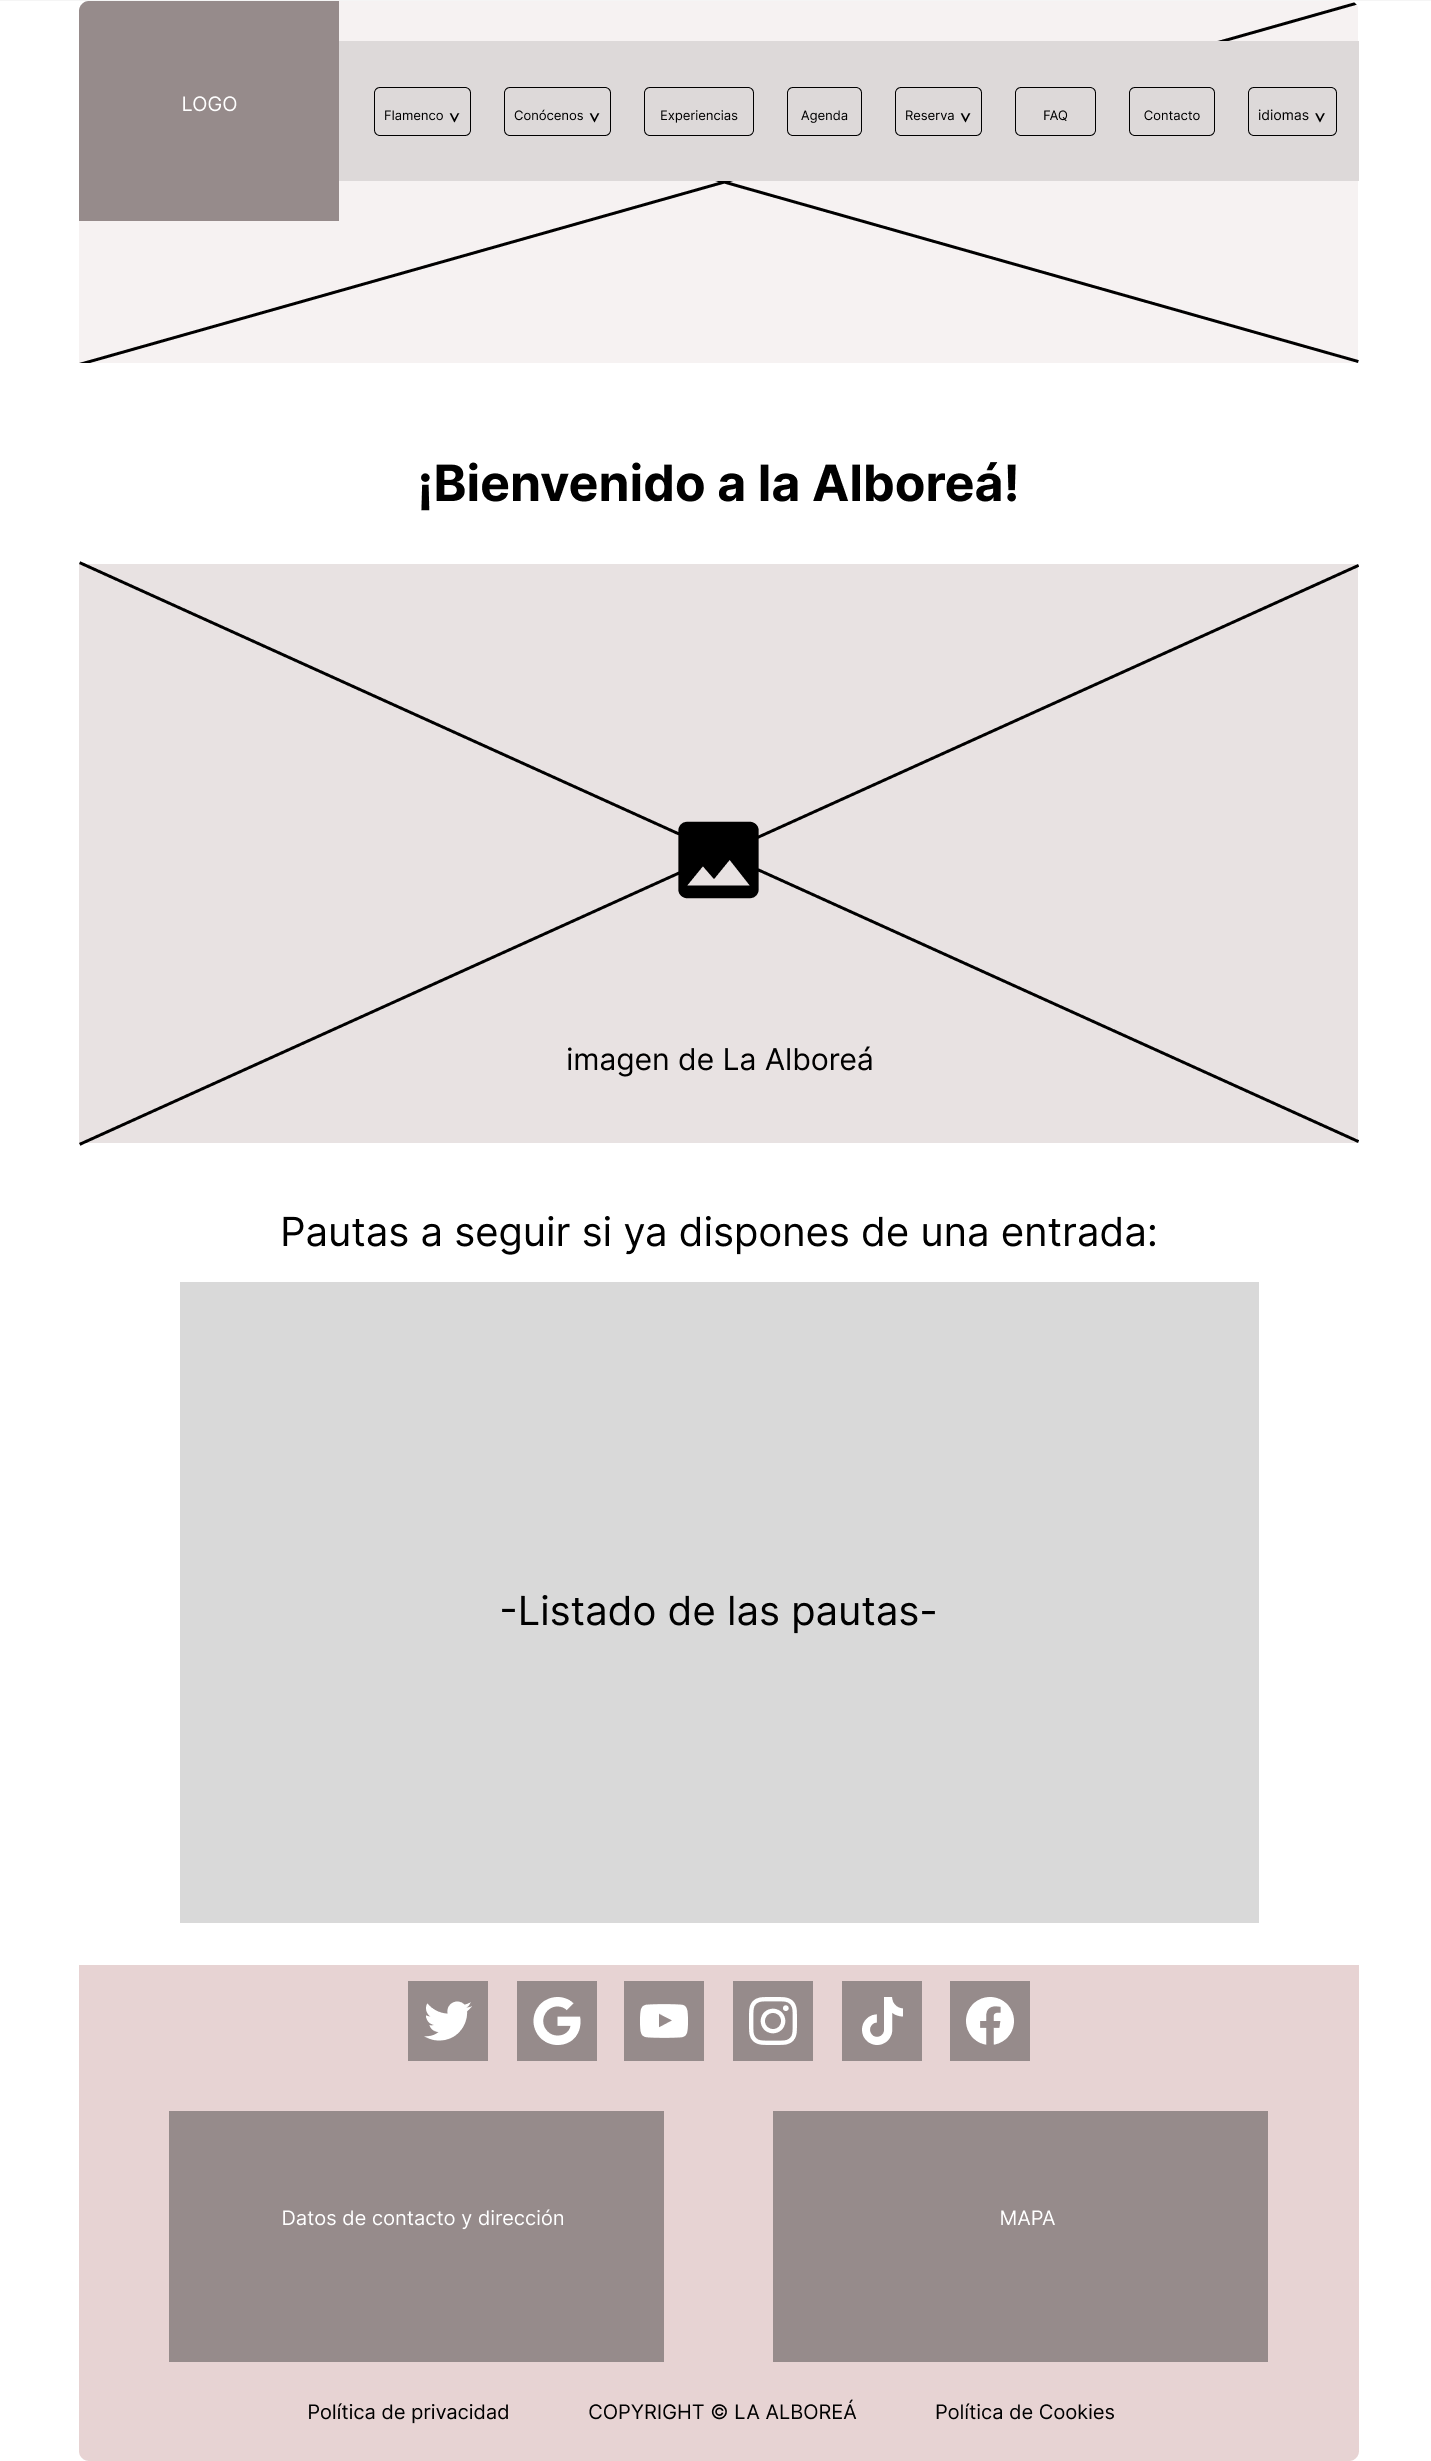 LOGO
Flamenco
Conócenos
Experiencias
Agenda
Reserva
FAQ
Contacto
idiomas
¡Bienvenido a la Alboreá!
imagen de La Alboreá
Pautas a seguir si ya dispones de una entrada:
-Listado de las pautas-
Datos de contacto y dirección
MAPA
Política de privacidad
COPYRIGHT © LA ALBOREÁ
Política de Cookies